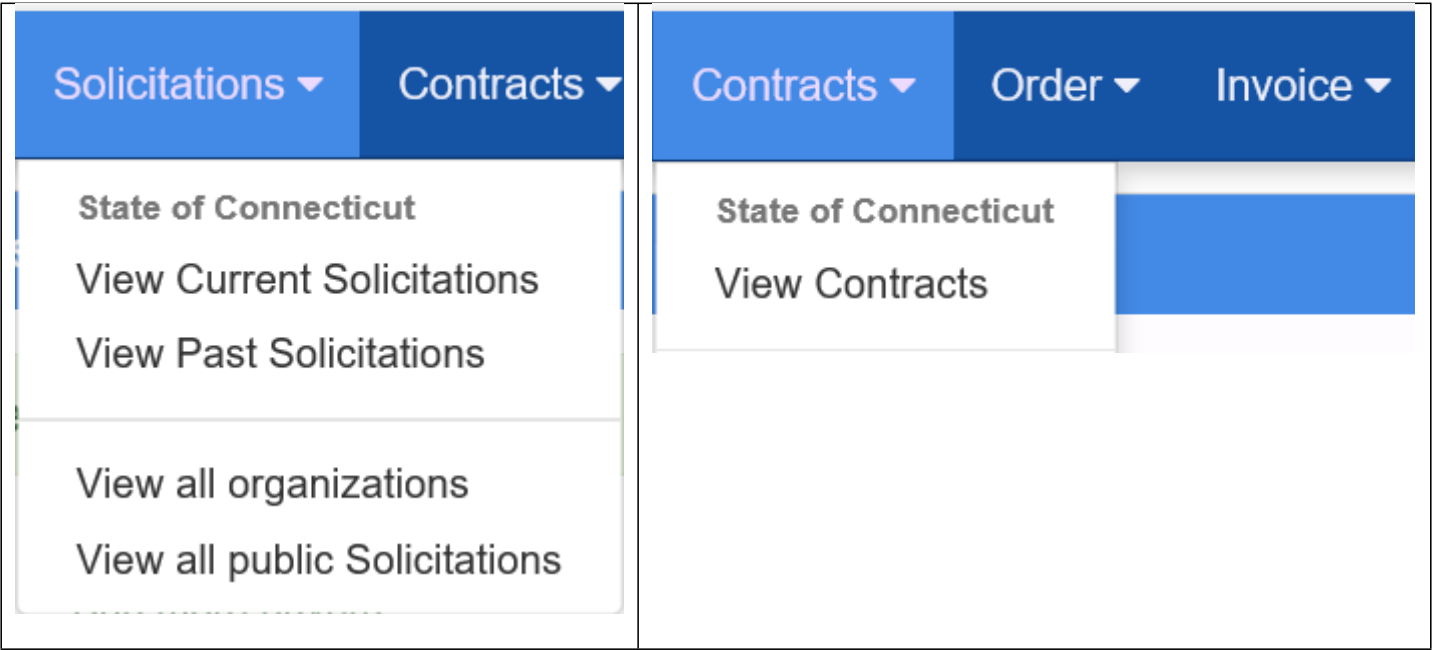 Solicitations Contracts
State of Connecticut
View Current Solicitations
View Past Solicitations
View all organizations
View all public Solicitations
Contracts Order Invoice
State of Connecticut
View Contracts